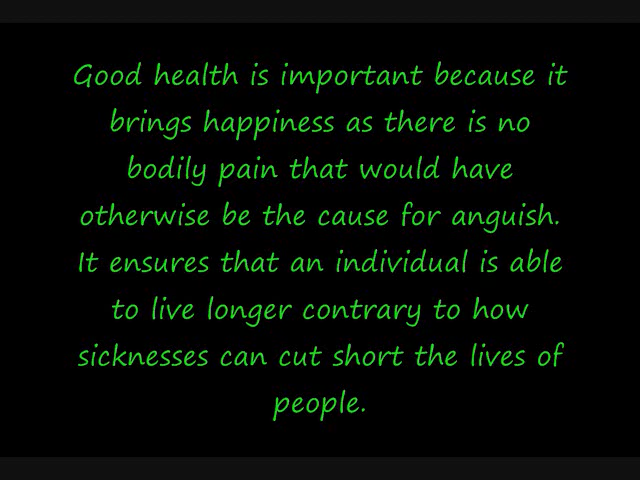 Good health is important because it
brings happiness as there is no
bodily pain that would have
otherwise be the cause for anguish.
It ensures that an individual is able
to live longer contrary to how
sicknesses can cut short the lives of
people.